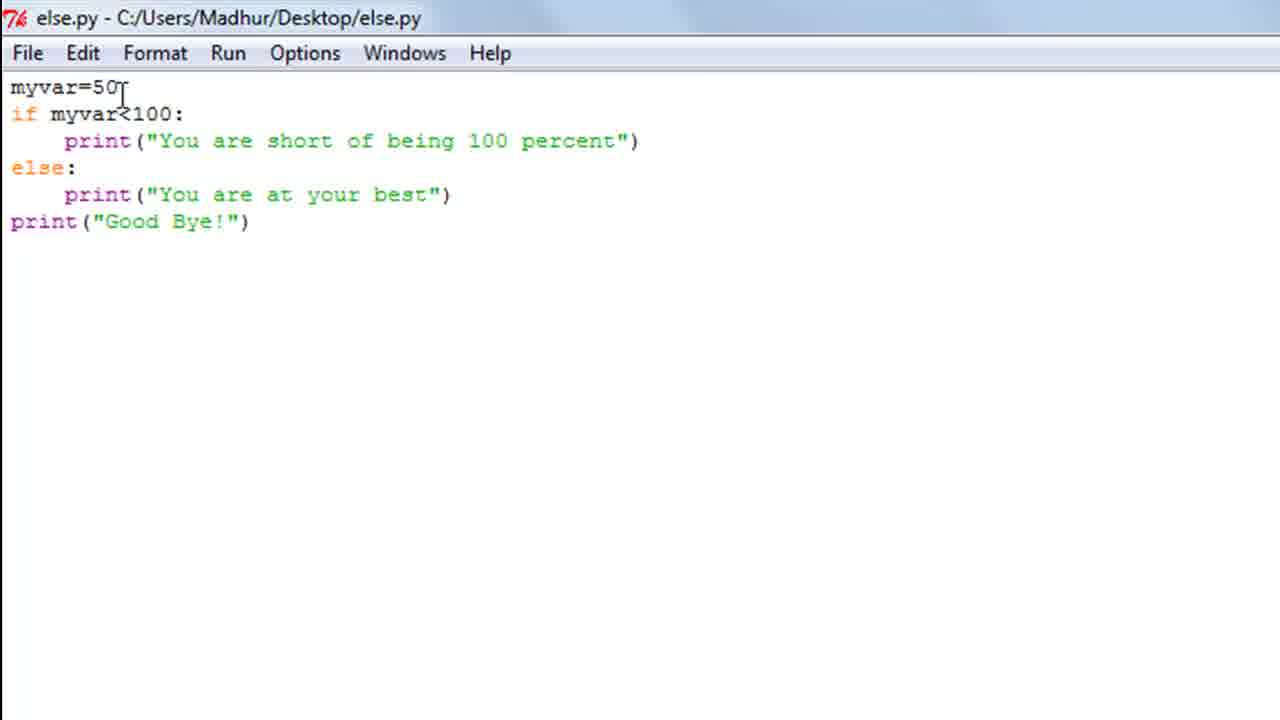 else.py - C:/Users/Madhur/Desktop/else.py
File Edit Format Run Options Windows Help
myvar=50
if myvar<100:
    print("You are short of being 100 percent")
else:
    print("You are at your best")
print("Good Bye!")